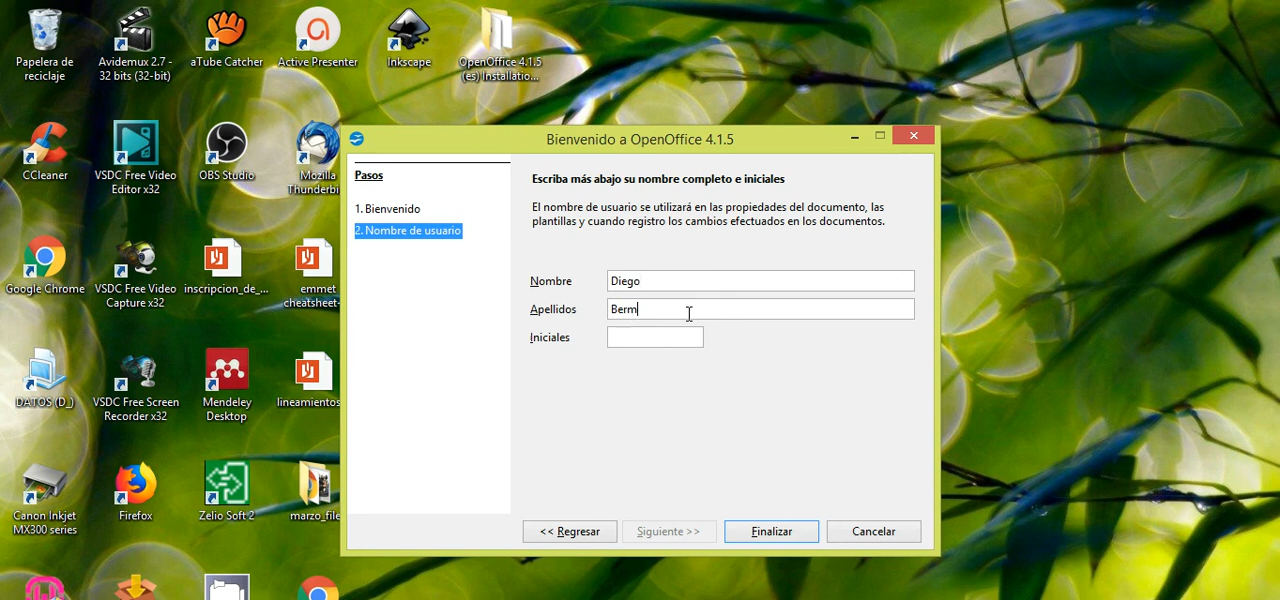 Papelera de
reciclaje
Avidemux 2.7 -
32 bits (32-bit)
aTube Catcher
Active Presenter
Inkscape
OpenOffice 4.1.5
(es) Installatio...
CCleaner
VSDC Free Video
Editor x32
OBS Studio
Mozilla
Thunderbi
Google Chrome
VSDC Free Video
Capture x32
inscripcion_de_...
emmet
cheatsheet-
DATOS (D_)
VSDC Free Screen
Recorder x32
Mendeley
Desktop
lineamientos
Canon Inkjet
MX300 series
Firefox
Zelio Soft 2
marzo_file
Bienvenido a OpenOffice 4.1.5
Pasos
1. Bienvenido
2. Nombre de usuario
Escriba más abajo su nombre completo e iniciales
El nombre de usuario se utilizará en las propiedades del documento, las
plantillas y cuando registro los cambios efectuados en los documentos.
Nombre Diego
Apellidos Berm
Iniciales
<< Regresar Siguiente >> Finalizar Cancelar